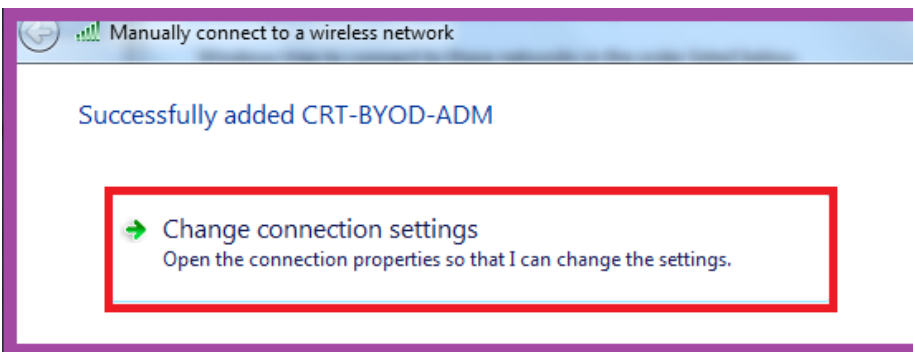 Manually connect to a wireless network
Successfully added CRT-BYOD-ADM
Change connection settings
Open the connection properties so that I can change the settings.